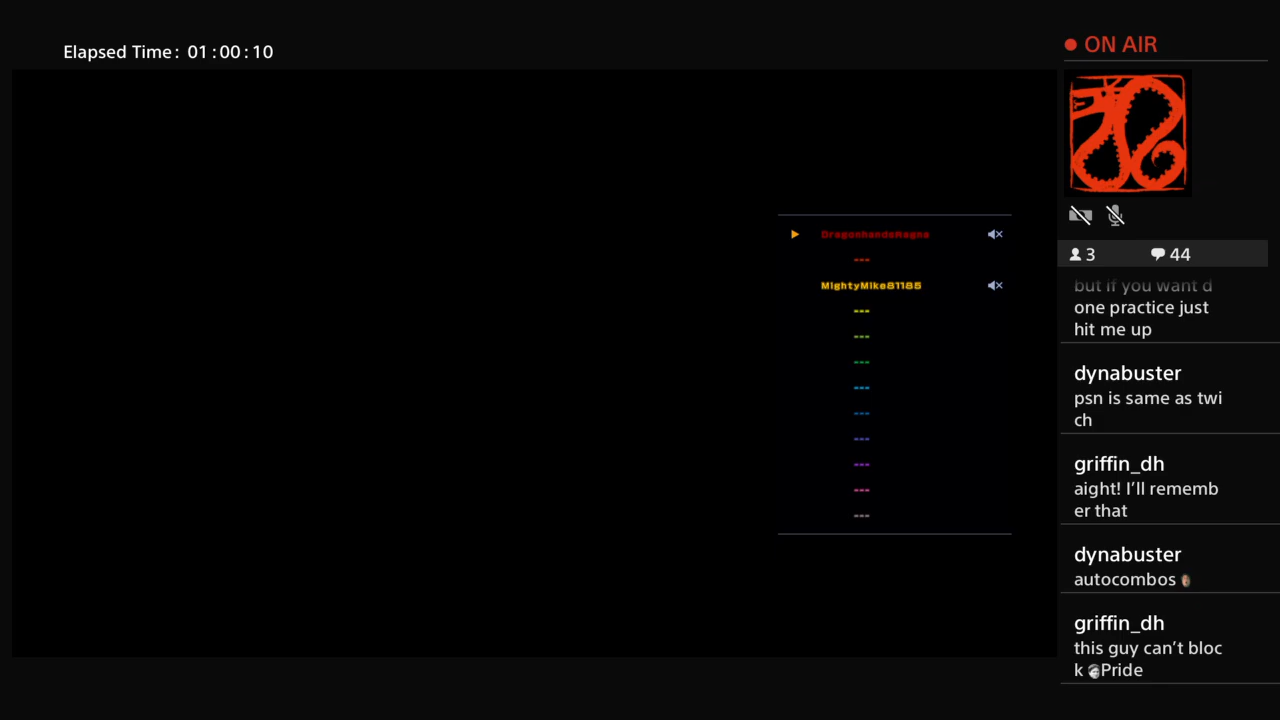 Elapsed Time: 01:00:10
ON AIR
3 44
DragonhandsMagna
---
MightyMike81185
---
---
---
---
---
---
---
---
---
but if you want d
one practice just
hit me up
dynabuster
psn is same as twi
ch
griffin_dh
aight! I'll rememb
er that
dynabuster
autocombos
griffin_dh
this guy can't bloc
k Pride